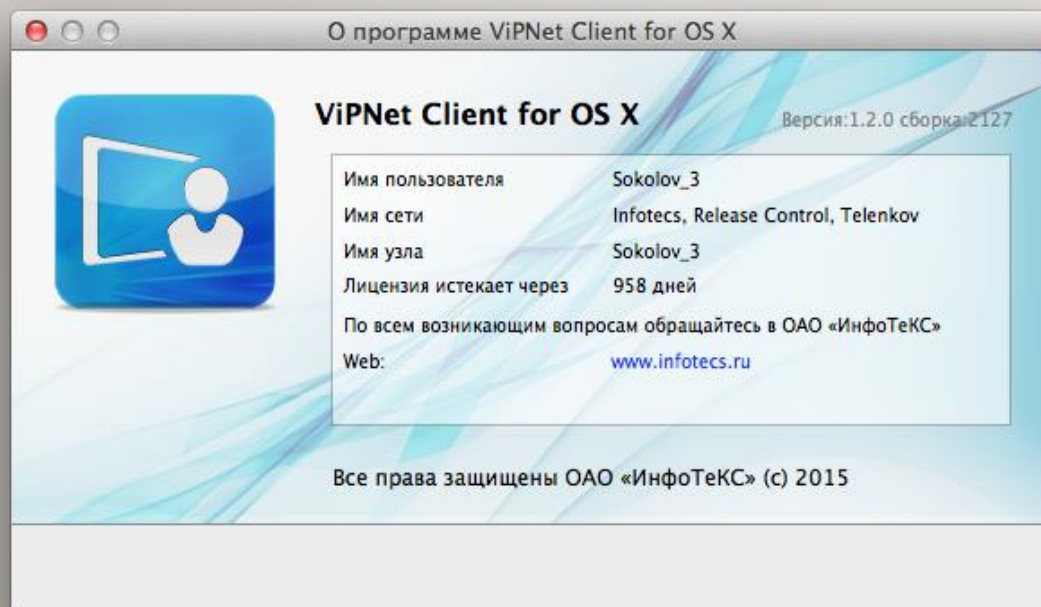 О программе ViPNet Client for OS X
ViPNet Client for OS X
Версия:1.2.0 сборка:2127
Имя пользователя Sokolov_3
Имя сети Infotecs, Release Control, Telenkov
Имя узла Sokolov_3
Лицензия истекает через 958 дней
По всем возникающим вопросам обращайтесь в ОАО «ИнфоТеКС»
Web: www.infotecs.ru
Все права защищены ОАО «ИнфоТеКС» (c) 2015